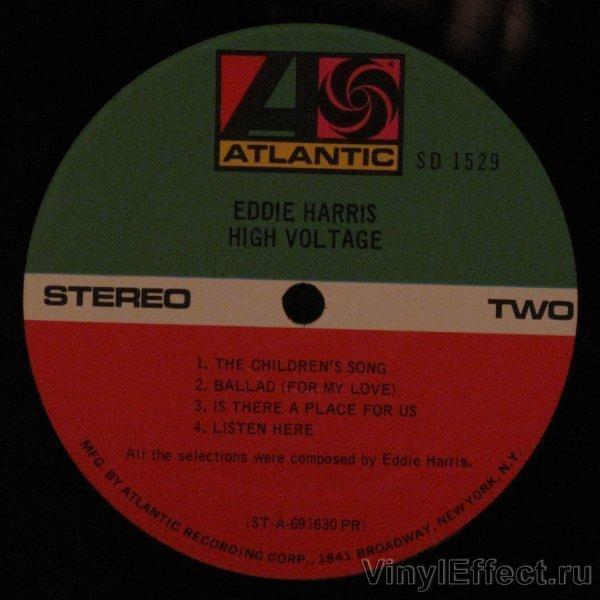 ATLANTIC
SD 1529
EDDIE HARRIS
HIGH VOLTAGE
STEREO
TWO
1. THE CHILDREN'S SONG
2. BALLAD (FOR MY LOVE)
3. IS THERE A PLACE FOR US
4. LISTEN HERE
All the selections were composed by Eddie Harris.
(ST-A-691630 PR)
MFG. BY ATLANTIC RECORDING CORP., 1841 BROADWAY, NEW YORK, N.Y.
VinylEffect.ru